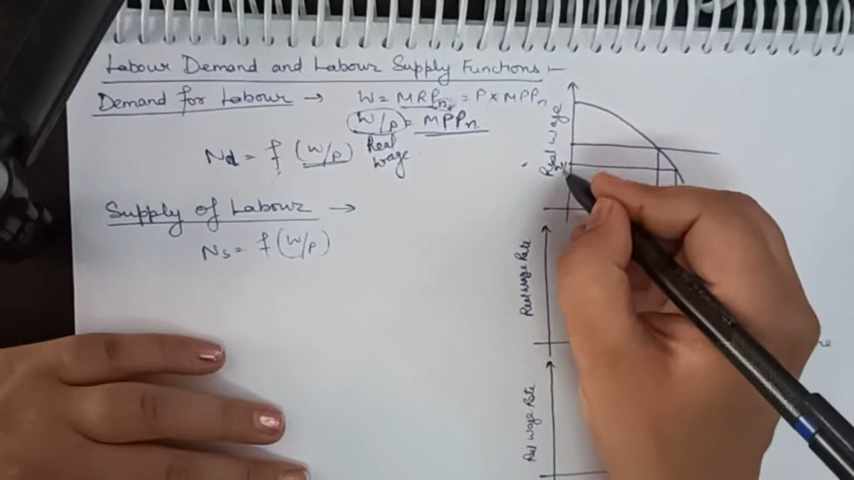 Labour Demand and Labour Supply Functions:-
Demand for Labour → W = MRPn = P × MPPn
W/P = MPPn
Nd = f (W/P) Real wage
Supply of Labour →
Ns = f (W/P)
Real Wage
Real Wage Rate
Real Wage Rate